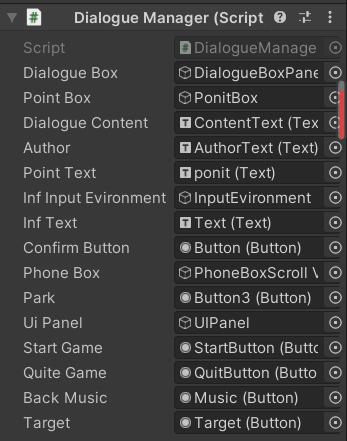 # Dialogue Manager (Script
Script # DialogueManage
Dialogue Box DialogueBoxPane
Point Box PonitBox
Dialogue Content T ContentText (Tex
Author T AuthorText (Text)
Point Text T ponit (Text)
Inf Input Evironment InputEvironment
Inf Text T Text (Text)
Confirm Button Button (Button)
Phone Box PhoneBoxScroll V
Park Button3 (Button)
Ui Panel UIPanel
Start Game StartButton (Butto
Quite Game QuitButton (Butto
Back Music Music (Button)
Target Target (Button)